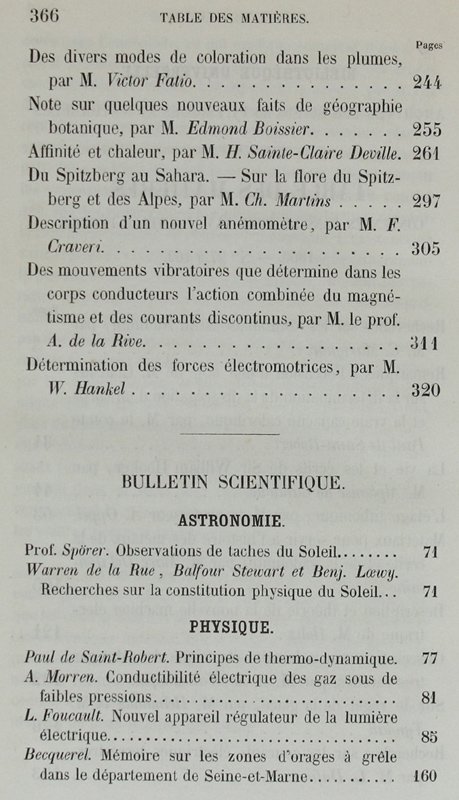 366 TABLE DES MATIÈRES.
Pages
Des divers modes de coloration dans les plumes,
par M. Victor Fatio. . . . . . . . . . . . . . . 244
Note sur quelques nouveaux faits de géographie
botanique, par M. Edmond Boissier. . . . . . . 255
Affinité et chaleur, par M. H. Sainte-Claire Deville. 261
Du Spitzberg au Sahara. — Sur la flore du Spitz-
berg et des Alpes, par M. Ch. Martins . . . . . 297
Description d'un nouvel anémomètre, par M. F.
Craveri. . . . . . . . . . . . . . . . . . . . 305
Des mouvements vibratoires que détermine dans les
corps conducteurs l'action combinée du magné-
tisme et des courants discontinus, par M. le prof.
A. de la Rive. . . . . . . . . . . . . . . . . . 311
Détermination des forces électromotrices, par M.
W. Hankel . . . . . . . . . . . . . . . . . . . 320
BULLETIN SCIENTIFIQUE.
ASTRONOMIE.
Prof. Spörer. Observations de taches du Soleil........ 71
Warren de la Rue, Balfour Stewart et Benj. Lœwy.
Recherches sur la constitution physique du Soleil... 71
PHYSIQUE.
Paul de Saint-Robert. Principes de thermo-dynamique. 77
A. Morren. Conductibilité électrique des gaz sous de
faibles pressions................................ 81
L. Foucault. Nouvel appareil régulateur de la lumière
électrique....................................... 85
Becquerel. Mémoire sur les zones d'orages à grêle
dans le département de Seine-et-Marne........... 160